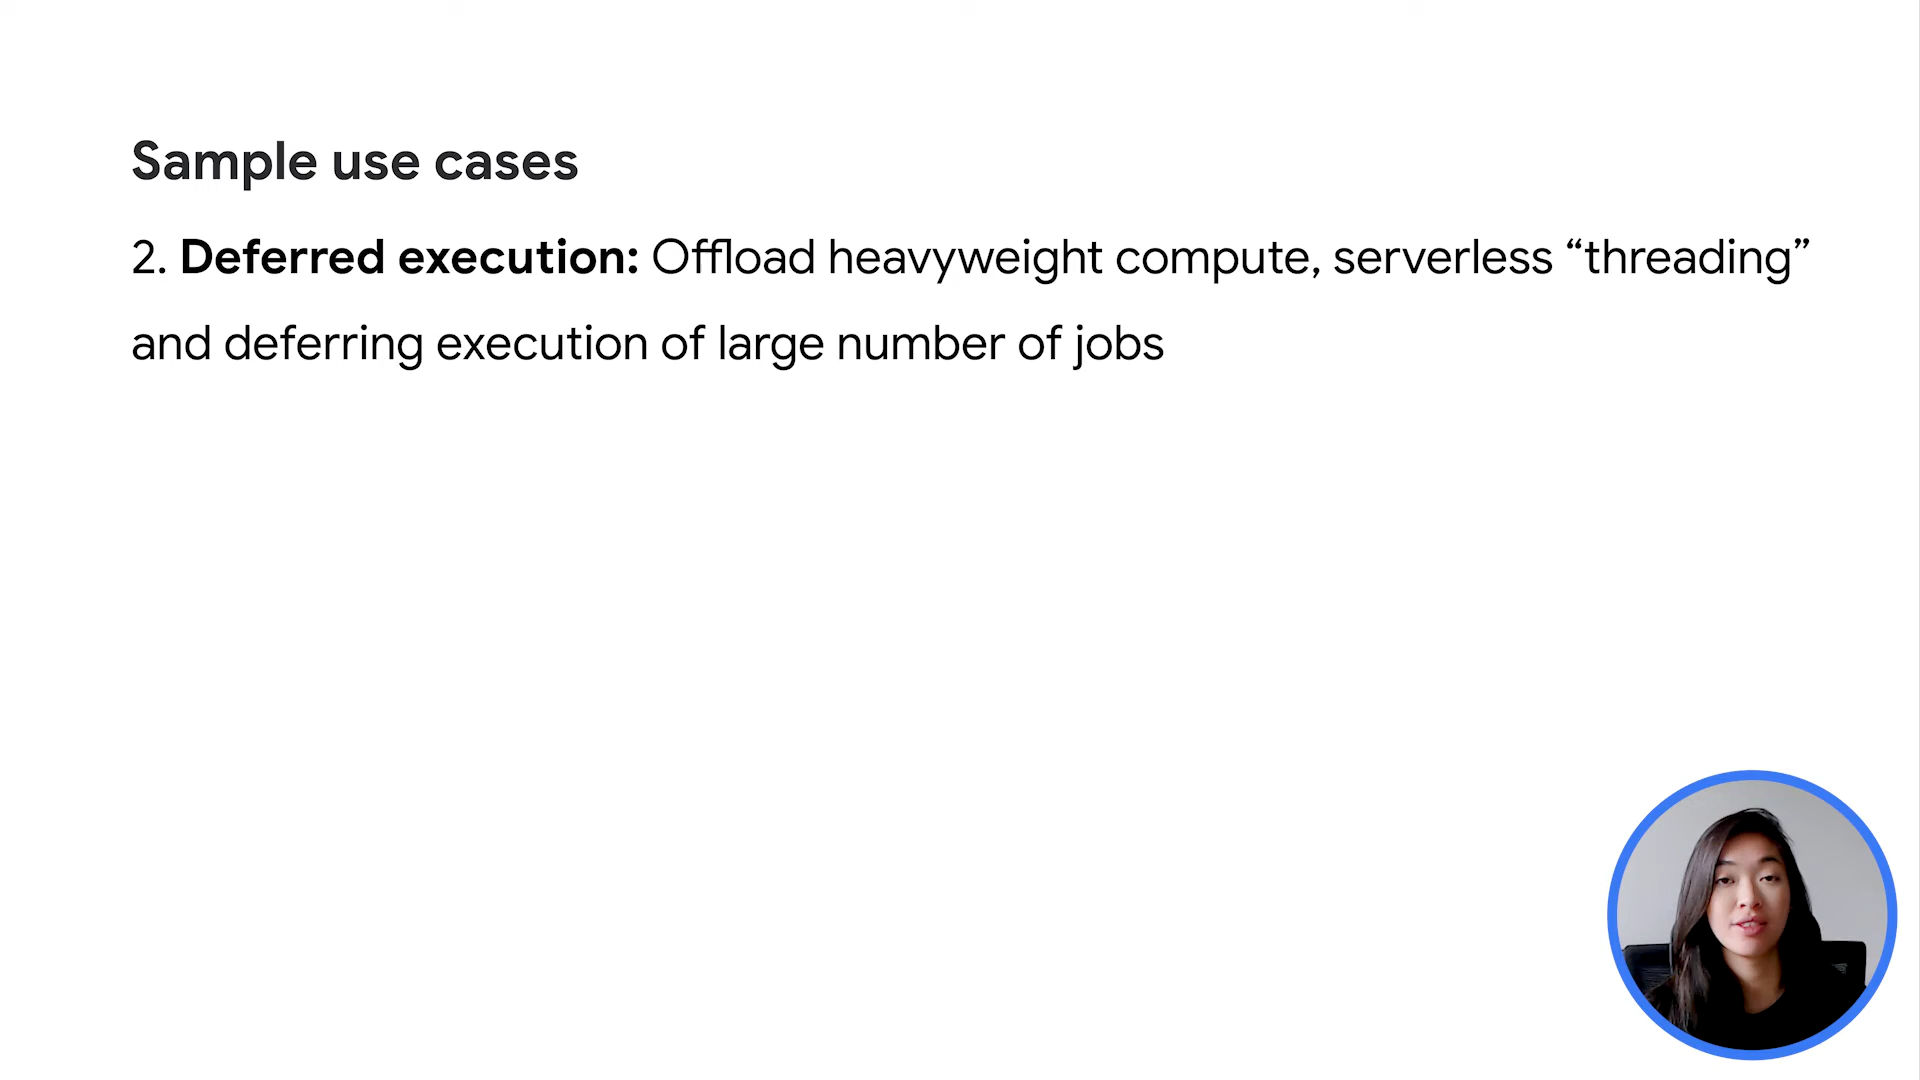 Sample use cases
2. Deferred execution: Offload heavyweight compute, serverless “threading”
and deferring execution of large number of jobs